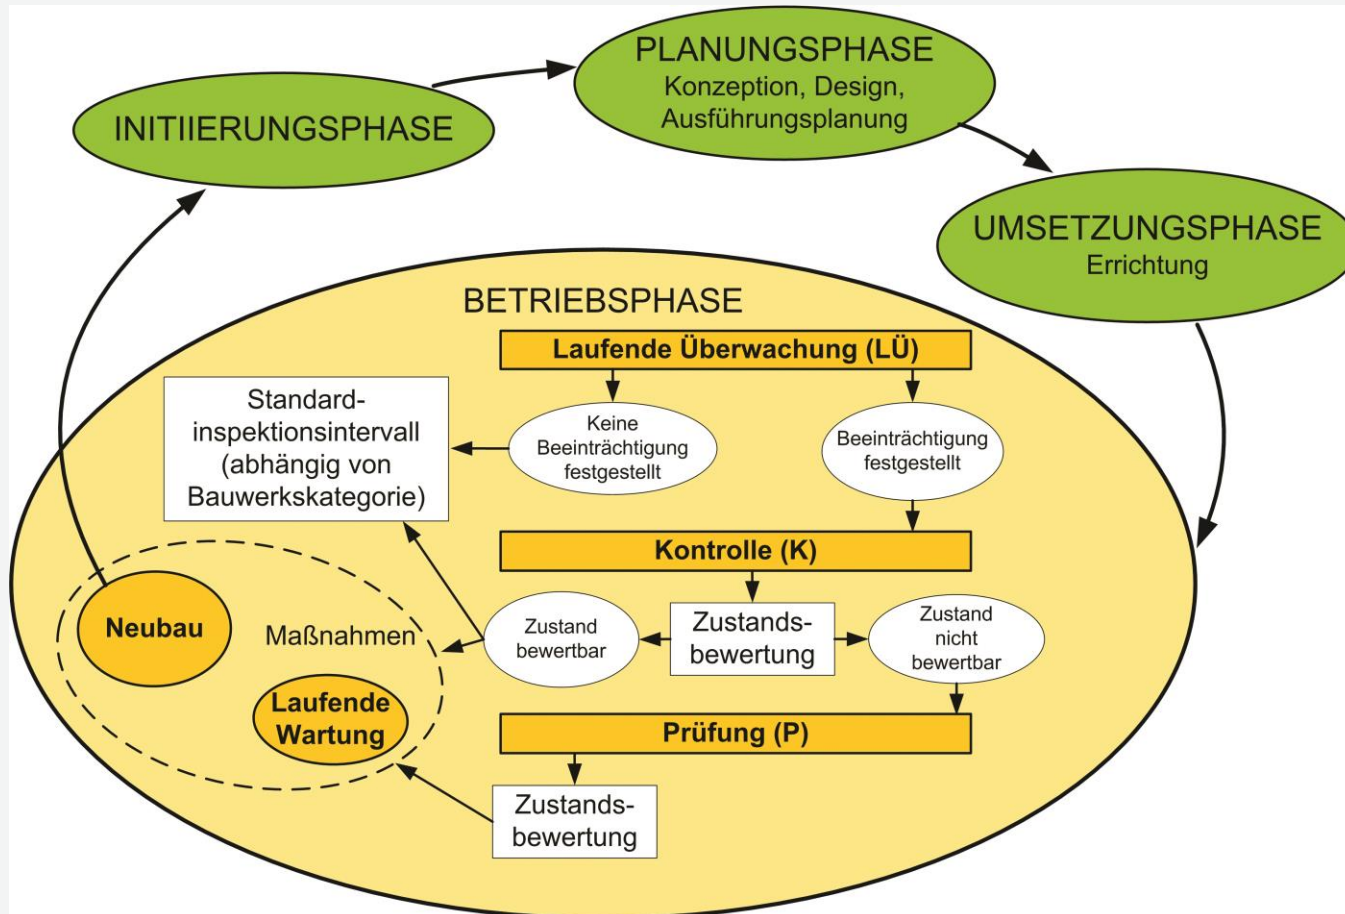 PLANUNGSPHASE
Konzeption, Design,
Ausführungsplanung
INITIIERUNGSPHASE
UMSETZUNGSPHASE
Errichtung
BETRIEBSPHASE
Laufende Überwachung (LÜ)
Standard-
inspektionsintervall
(abhängig von
Bauwerkskategorie)
Keine
Beeinträchtigung
festgestellt
Beeinträchtigung
festgestellt
Kontrolle (K)
Neubau
Maßnahmen
Zustand
bewertbar
Zustands-
bewertung
Zustand
nicht
bewertbar
Laufende
Wartung
Prüfung (P)
Zustands-
bewertung